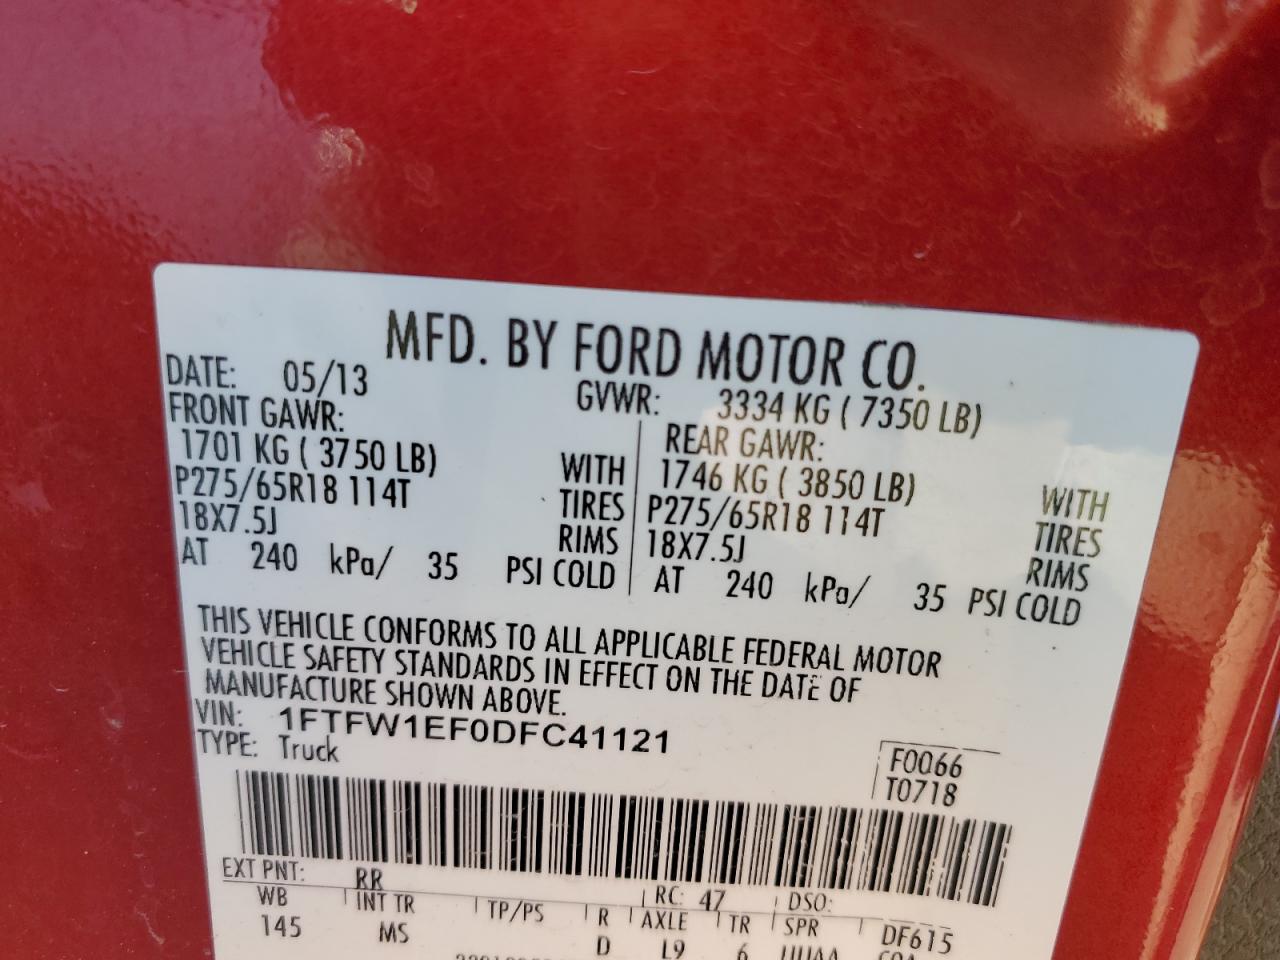 MFD. BY FORD MOTOR CO.
DATE: 05/13 GVWR: 3334 KG ( 7350 LB)
FRONT GAWR: REAR GAWR:
1701 KG ( 3750 LB) WITH 1746 KG ( 3850 LB) WITH
P275/65R18 114T TIRES P275/65R18 114T TIRES
18X7.5J RIMS 18X7.5J RIMS
AT 240 kPa/ 35 PSI COLD AT 240 kPa/ 35 PSI COLD
THIS VEHICLE CONFORMS TO ALL APPLICABLE FEDERAL MOTOR
VEHICLE SAFETY STANDARDS IN EFFECT ON THE DATE OF
MANUFACTURE SHOWN ABOVE.
VIN: 1FTFW1EF0DFC41121
TYPE: Truck F0066
T0718
EXT PNT: RR RC: 47 DSO:
WB INT TR TP/PS R AXLE TR SPR DF615
145 MS D L9 6 UUAA